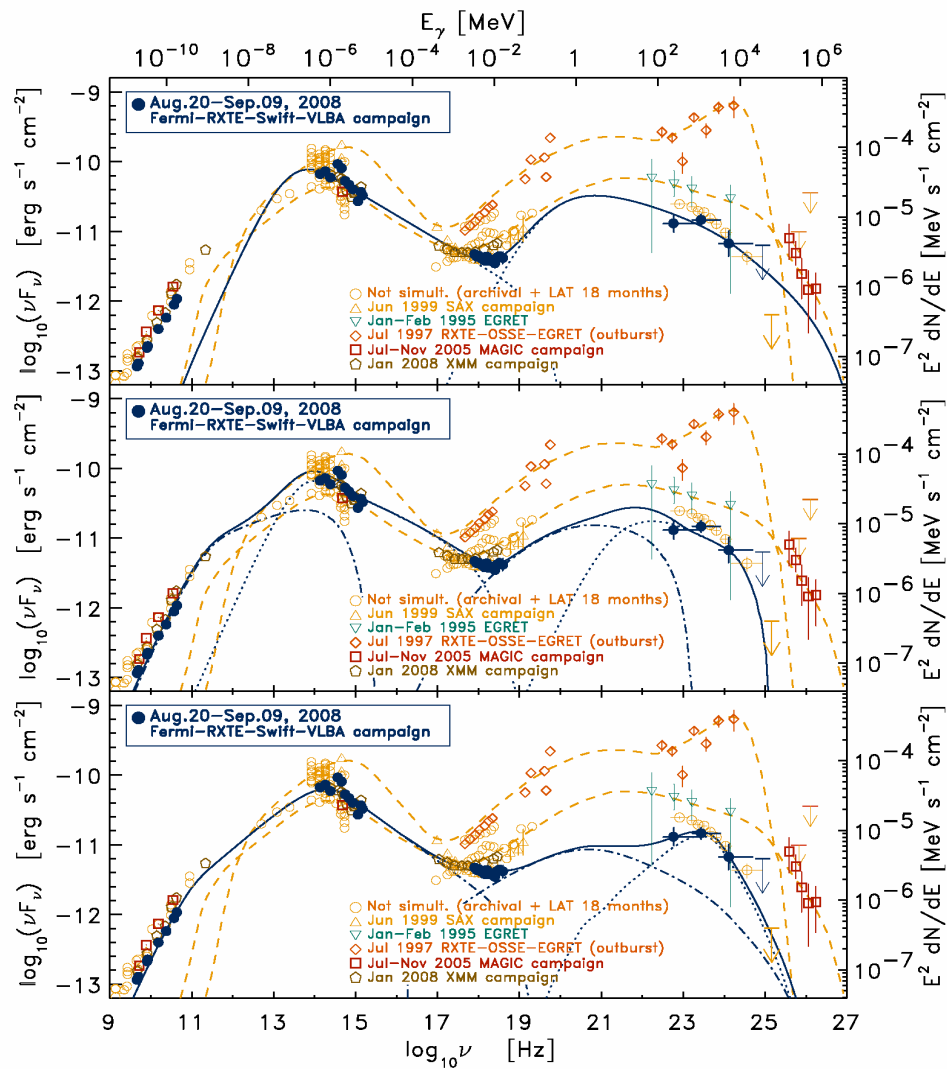 E_γ [MeV]
10^−10 10^−8 10^−6 10^−4 10^−2 1 10^2 10^4 10^6
−9
−10
−11
−12
−13
log_10(νF_ν) [erg s^−1 cm^−2]
Aug.20−Sep.09, 2008
Fermi−RXTE−Swift−VLBA campaign
Not simult. (archival + LAT 18 months)
Jun 1999 SAX campaign
Jan−Feb 1995 EGRET
Jul 1997 RXTE−OSSE−EGRET (outburst)
Jul−Nov 2005 MAGIC campaign
Jan 2008 XMM campaign
10^−4
10^−5
10^−6
10^−7
E^2 dN/dE [erg s^−1 cm^−2]
−9
−10
−11
−12
−13
log_10(νF_ν) [erg s^−1 cm^−2]
Aug.20−Sep.09, 2008
Fermi−RXTE−Swift−VLBA campaign
Not simult. (archival + LAT 18 months)
Jun 1999 SAX campaign
Jan−Feb 1995 EGRET
Jul 1997 RXTE−OSSE−EGRET (outburst)
Jul−Nov 2005 MAGIC campaign
Jan 2008 XMM campaign
10^−4
10^−5
10^−6
10^−7
E^2 dN/dE [erg s^−1 cm^−2]
−9
−10
−11
−12
−13
log_10(νF_ν) [erg s^−1 cm^−2]
Aug.20−Sep.09, 2008
Fermi−RXTE−Swift−VLBA campaign
Not simult. (archival + LAT 18 months)
Jun 1999 SAX campaign
Jan−Feb 1995 EGRET
Jul 1997 RXTE−OSSE−EGRET (outburst)
Jul−Nov 2005 MAGIC campaign
Jan 2008 XMM campaign
10^−4
10^−5
10^−6
10^−7
E^2 dN/dE [erg s^−1 cm^−2]
9 11 13 15 17 19 21 23 25 27
log_10 ν [Hz]